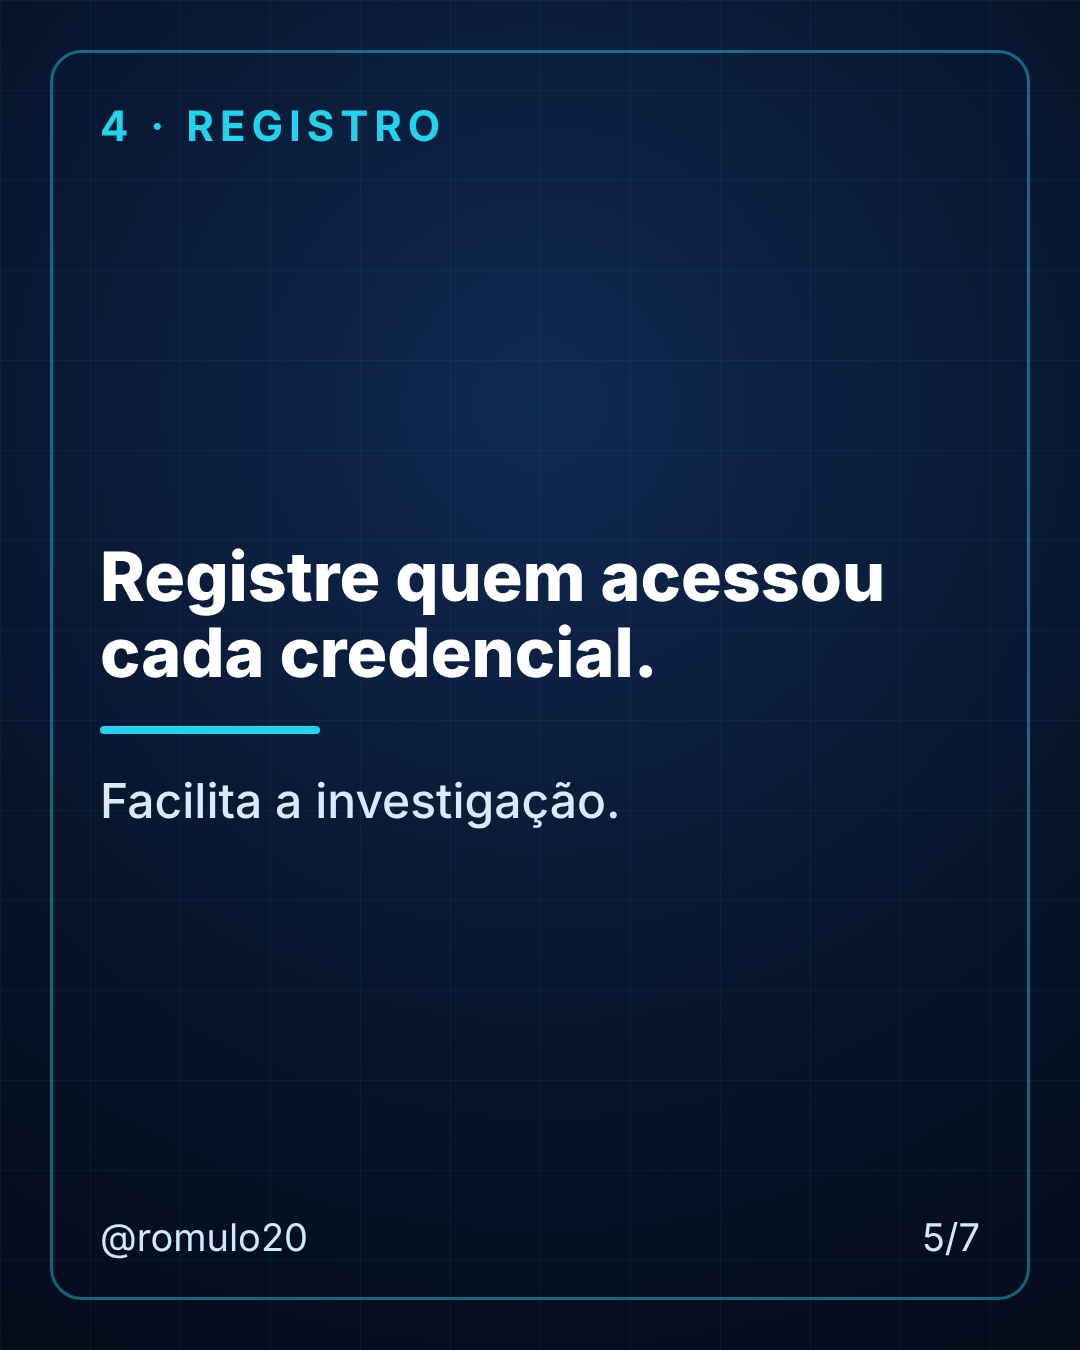 4 · REGISTRO
Registre quem acessou
cada credencial.
Facilita a investigação.
@romulo20
5/7